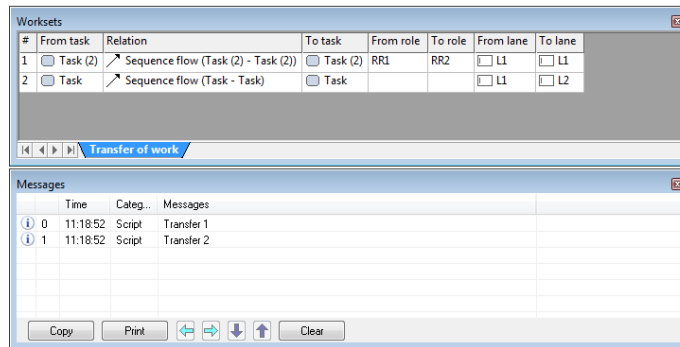 Worksets
# From task Relation To task From role To role From lane To lane
1 Task (2) Sequence flow (Task (2) - Task (2)) Task (2) RR1 RR2 L1 L1
2 Task Sequence flow (Task - Task) Task L1 L2
Transfer of work
Messages
Time Categ... Messages
0 11:18:52 Script Transfer 1
1 11:18:52 Script Transfer 2
Copy Print Clear